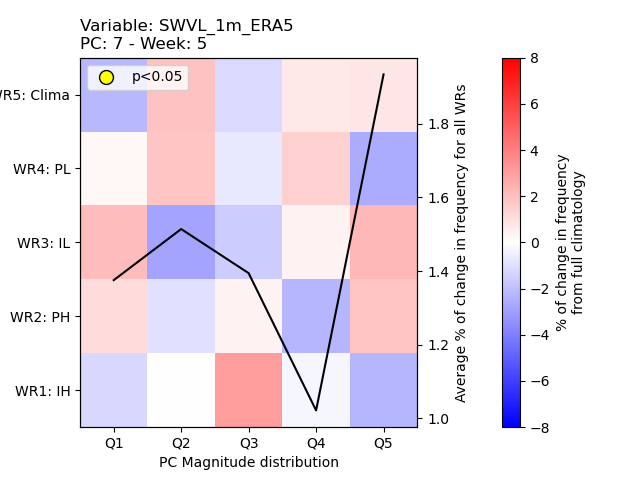 Variable: SWVL_1m_ERA5
PC: 7 - Week: 5
p<0.05
WR5: Clima
WR4: PL
WR3: IL
WR2: PH
WR1: IH
Q1 Q2 Q3 Q4 Q5
PC Magnitude distribution
1.8
1.6
1.4
1.2
1.0
Average % of change in frequency for all WRs
8
6
4
2
0
−2
−4
−6
−8
% of change in frequency
from full climatology